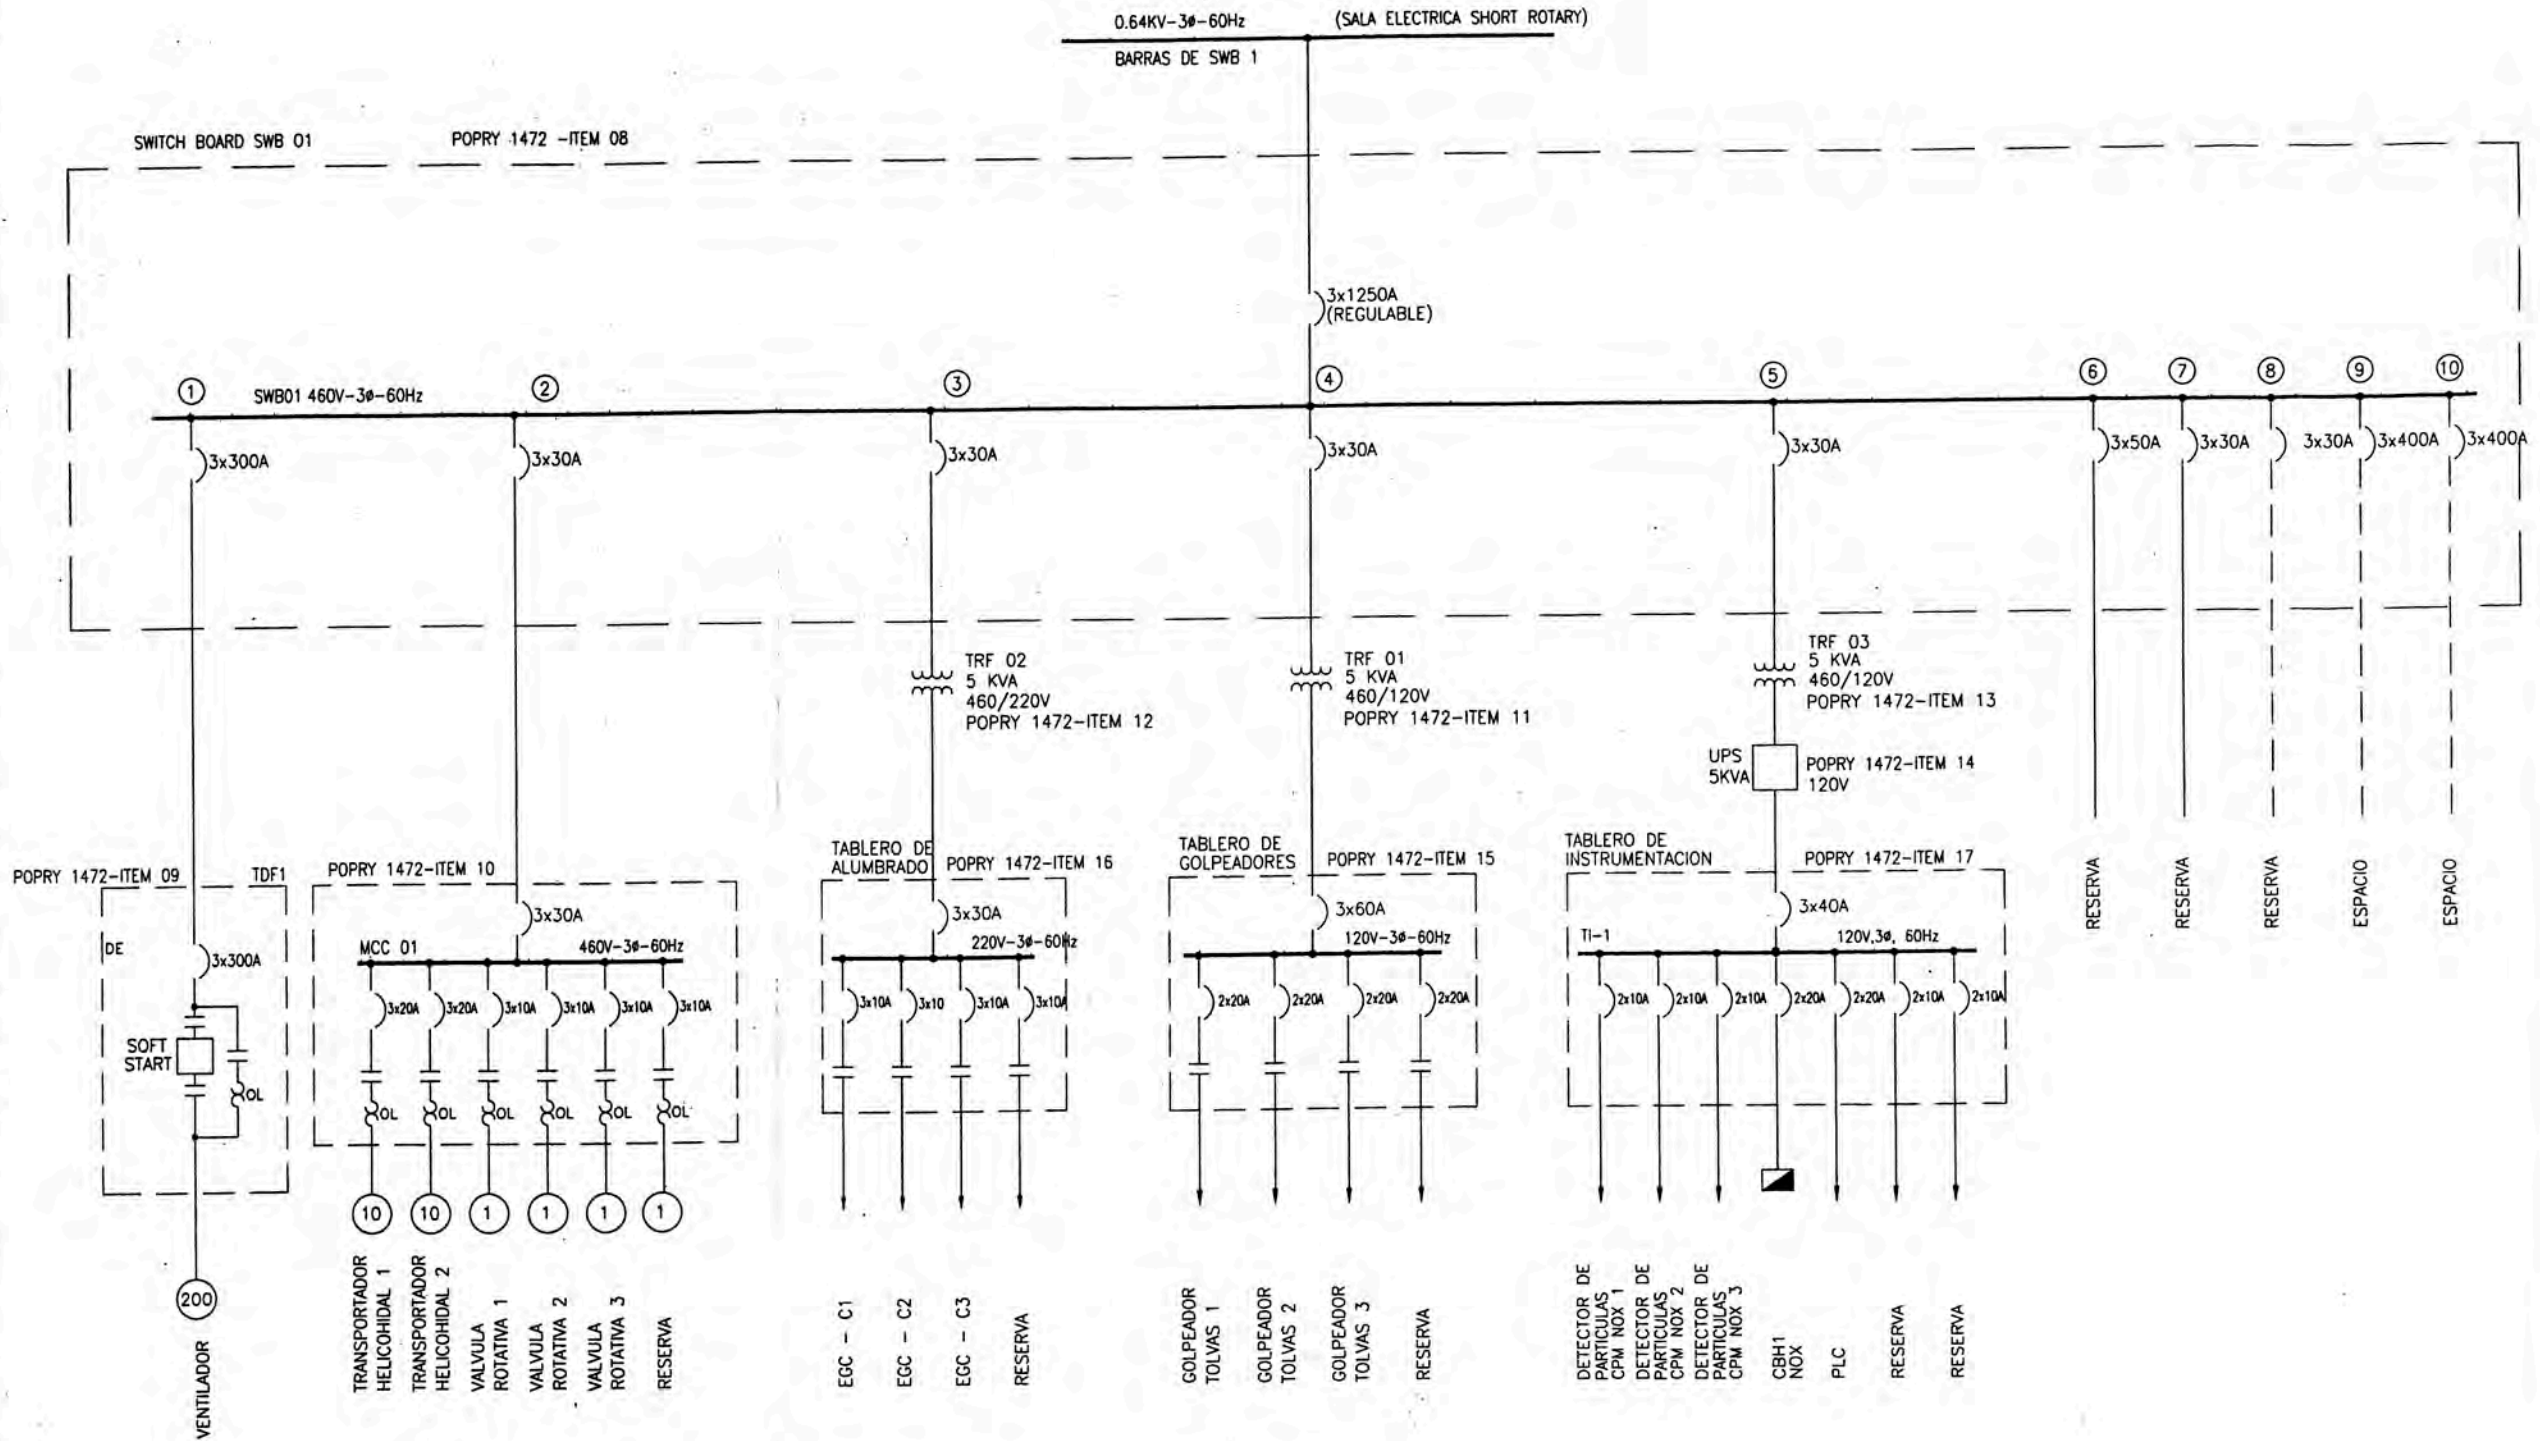 0.64KV-3ø-60Hz
(SALA ELECTRICA SHORT ROTARY)
BARRAS DE SWB 1
SWITCH BOARD SWB 01
POPRY 1472 -ITEM 08
3x1250A
(REGULABLE)
1
SWB01 460V-3ø-60Hz
2
3
4
5
6
7
8
9
10
3x300A
3x30A
3x30A
3x30A
3x30A
3x50A
3x30A
3x30A
3x400A
3x400A
TRF 02
5 KVA
460/220V
POPRY 1472-ITEM 12
TRF 01
5 KVA
460/120V
POPRY 1472-ITEM 11
TRF 03
5 KVA
460/120V
POPRY 1472-ITEM 13
UPS
5KVA
POPRY 1472-ITEM 14
120V
RESERVA
RESERVA
RESERVA
ESPACIO
ESPACIO
POPRY 1472-ITEM 09
TDF1
DE
3x300A
SOFT
START
OL
200
VENTILADOR
POPRY 1472-ITEM 10
3x30A
MCC 01
460V-3ø-60Hz
3x20A
3x20A
3x10A
3x10A
3x10A
3x10A
OL
OL
OL
OL
OL
OL
10
10
1
1
1
1
TRANSPORTADOR
HELICOHIDAL 1
TRANSPORTADOR
HELICOHIDAL 2
VALVULA
ROTATIVA 1
VALVULA
ROTATIVA 2
VALVULA
ROTATIVA 3
RESERVA
TABLERO DE
ALUMBRADO
POPRY 1472-ITEM 16
3x30A
220V-3ø-60Hz
3x10A
3x10
3x10A
3x10A
EGC - C1
EGC - C2
EGC - C3
RESERVA
TABLERO DE
GOLPEADORES
POPRY 1472-ITEM 15
3x60A
120V-3ø-60Hz
2x20A
2x20A
2x20A
2x20A
GOLPEADOR
TOLVAS 1
GOLPEADOR
TOLVAS 2
GOLPEADOR
TOLVAS 3
RESERVA
TABLERO DE
INSTRUMENTACION
POPRY 1472-ITEM 17
3x40A
TI-1
120V,3ø, 60Hz
2x10A
2x10A
2x10A
2x20A
2x20A
2x10A
2x10A
DETECTOR DE
PARTICULAS
CPM NOX 1
DETECTOR DE
PARTICULAS
CPM NOX 2
DETECTOR DE
PARTICULAS
CPM NOX 3
CBH1
NOX
PLC
RESERVA
RESERVA